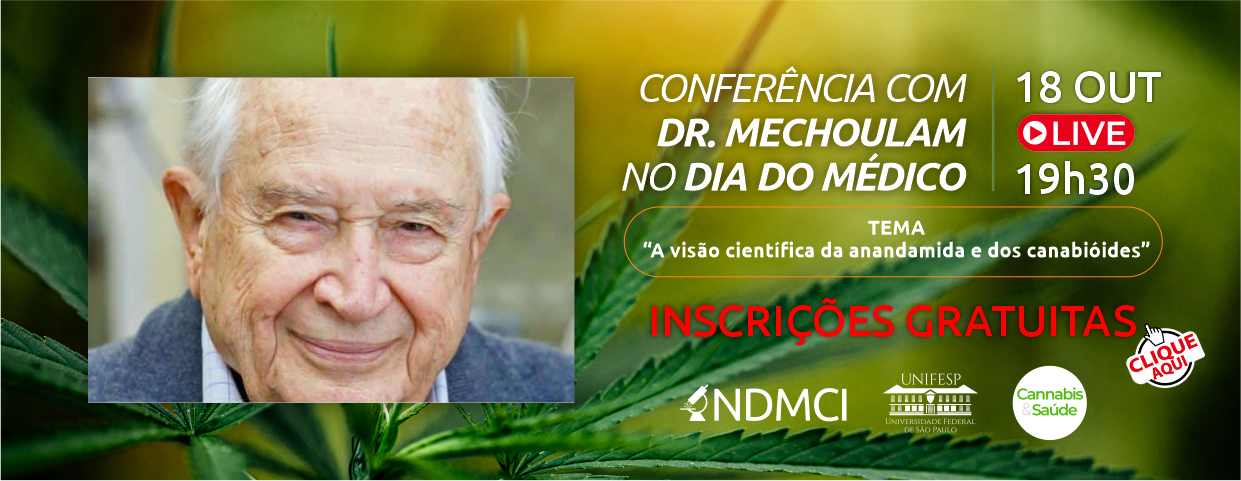 CONFERÊNCIA COM
DR. MECHOULAM
NO DIA DO MÉDICO
18 OUT
LIVE
19h30
TEMA
“A visão científica da anandamida e dos canabióides”
INSCRIÇÕES GRATUITAS
CLIQUE
AQUI
NDMCI
UNIFESP
UNIVERSIDADE FEDERAL
DE SÃO PAULO
Cannabis
&Saúde